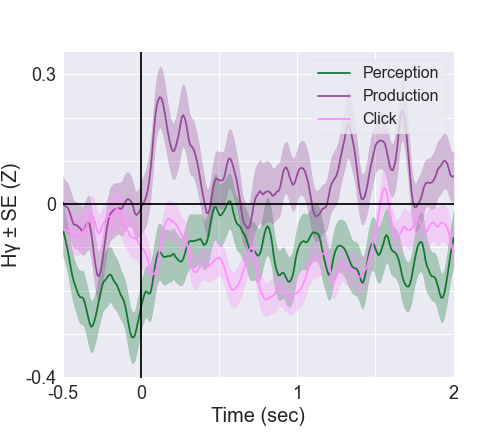 Hγ ± SE (Z)
0.3
0
-0.4
Perception
Production
Click
-0.5
0
1
2
Time (sec)